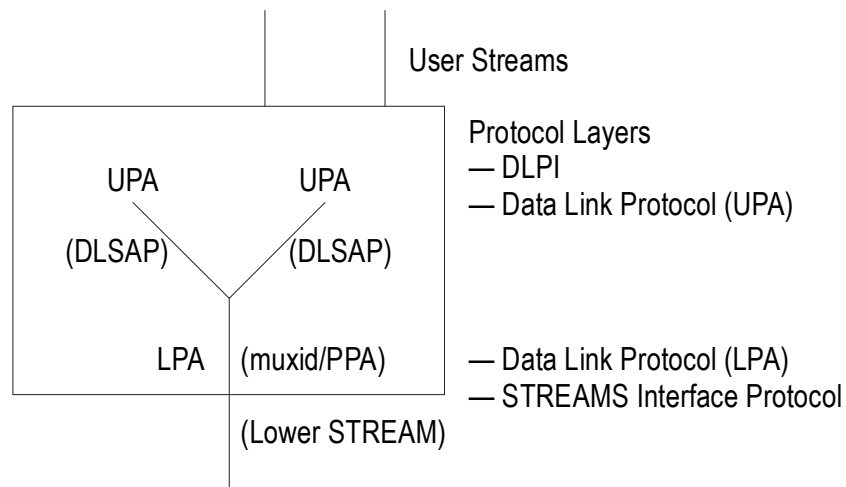 User Streams
Protocol Layers
— DLPI
UPA UPA
— Data Link Protocol (UPA)
(DLSAP) (DLSAP)
LPA (muxid/PPA)
— Data Link Protocol (LPA)
— STREAMS Interface Protocol
(Lower STREAM)